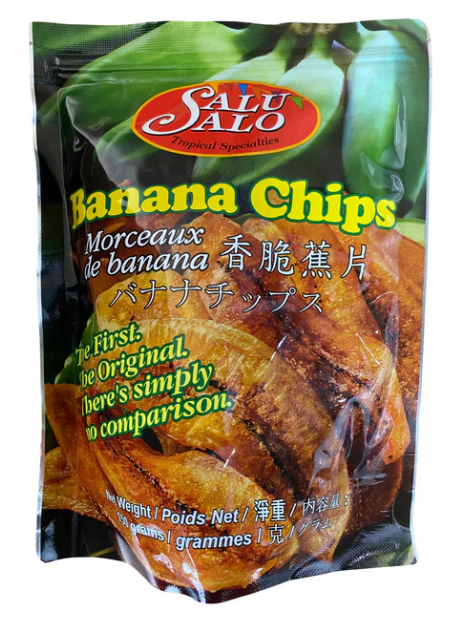 SALU
SALO
Tropical Specialties
Banana Chips
Morceaux
de banana
香脆蕉片
バナナチップス
The First.
The Original.
There's simply
no comparison.
Net Weight / Poids Net / 淨重 / 内容量:
grams / grammes / 克 / グラム